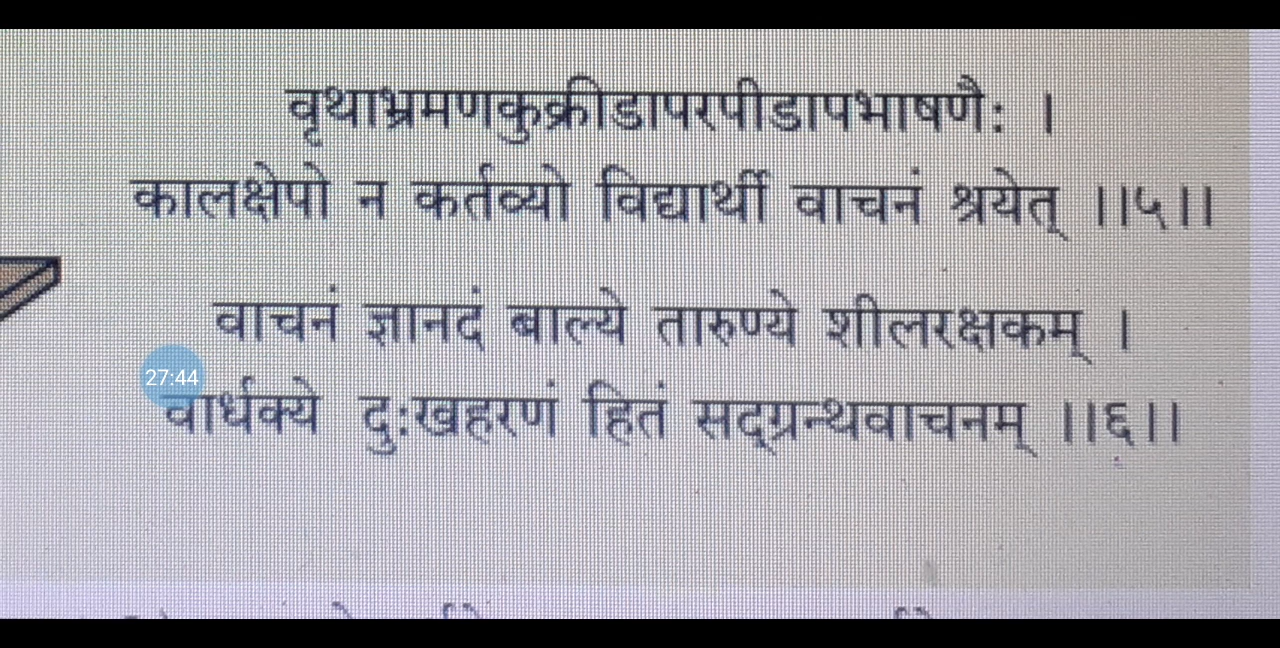 वृथाभ्रमणकुक्रीडापरपीडापभाषणैः ।
कालक्षेपो न कर्तव्यो विद्यार्थी वाचनं श्रयेत् ।।५।।
वाचनं ज्ञानदं बाल्ये तारुण्ये शीलरक्षकम् ।
27:44
वार्धक्ये दुःखहरणं हितं सद्ग्रन्थवाचनम् ।।६।।